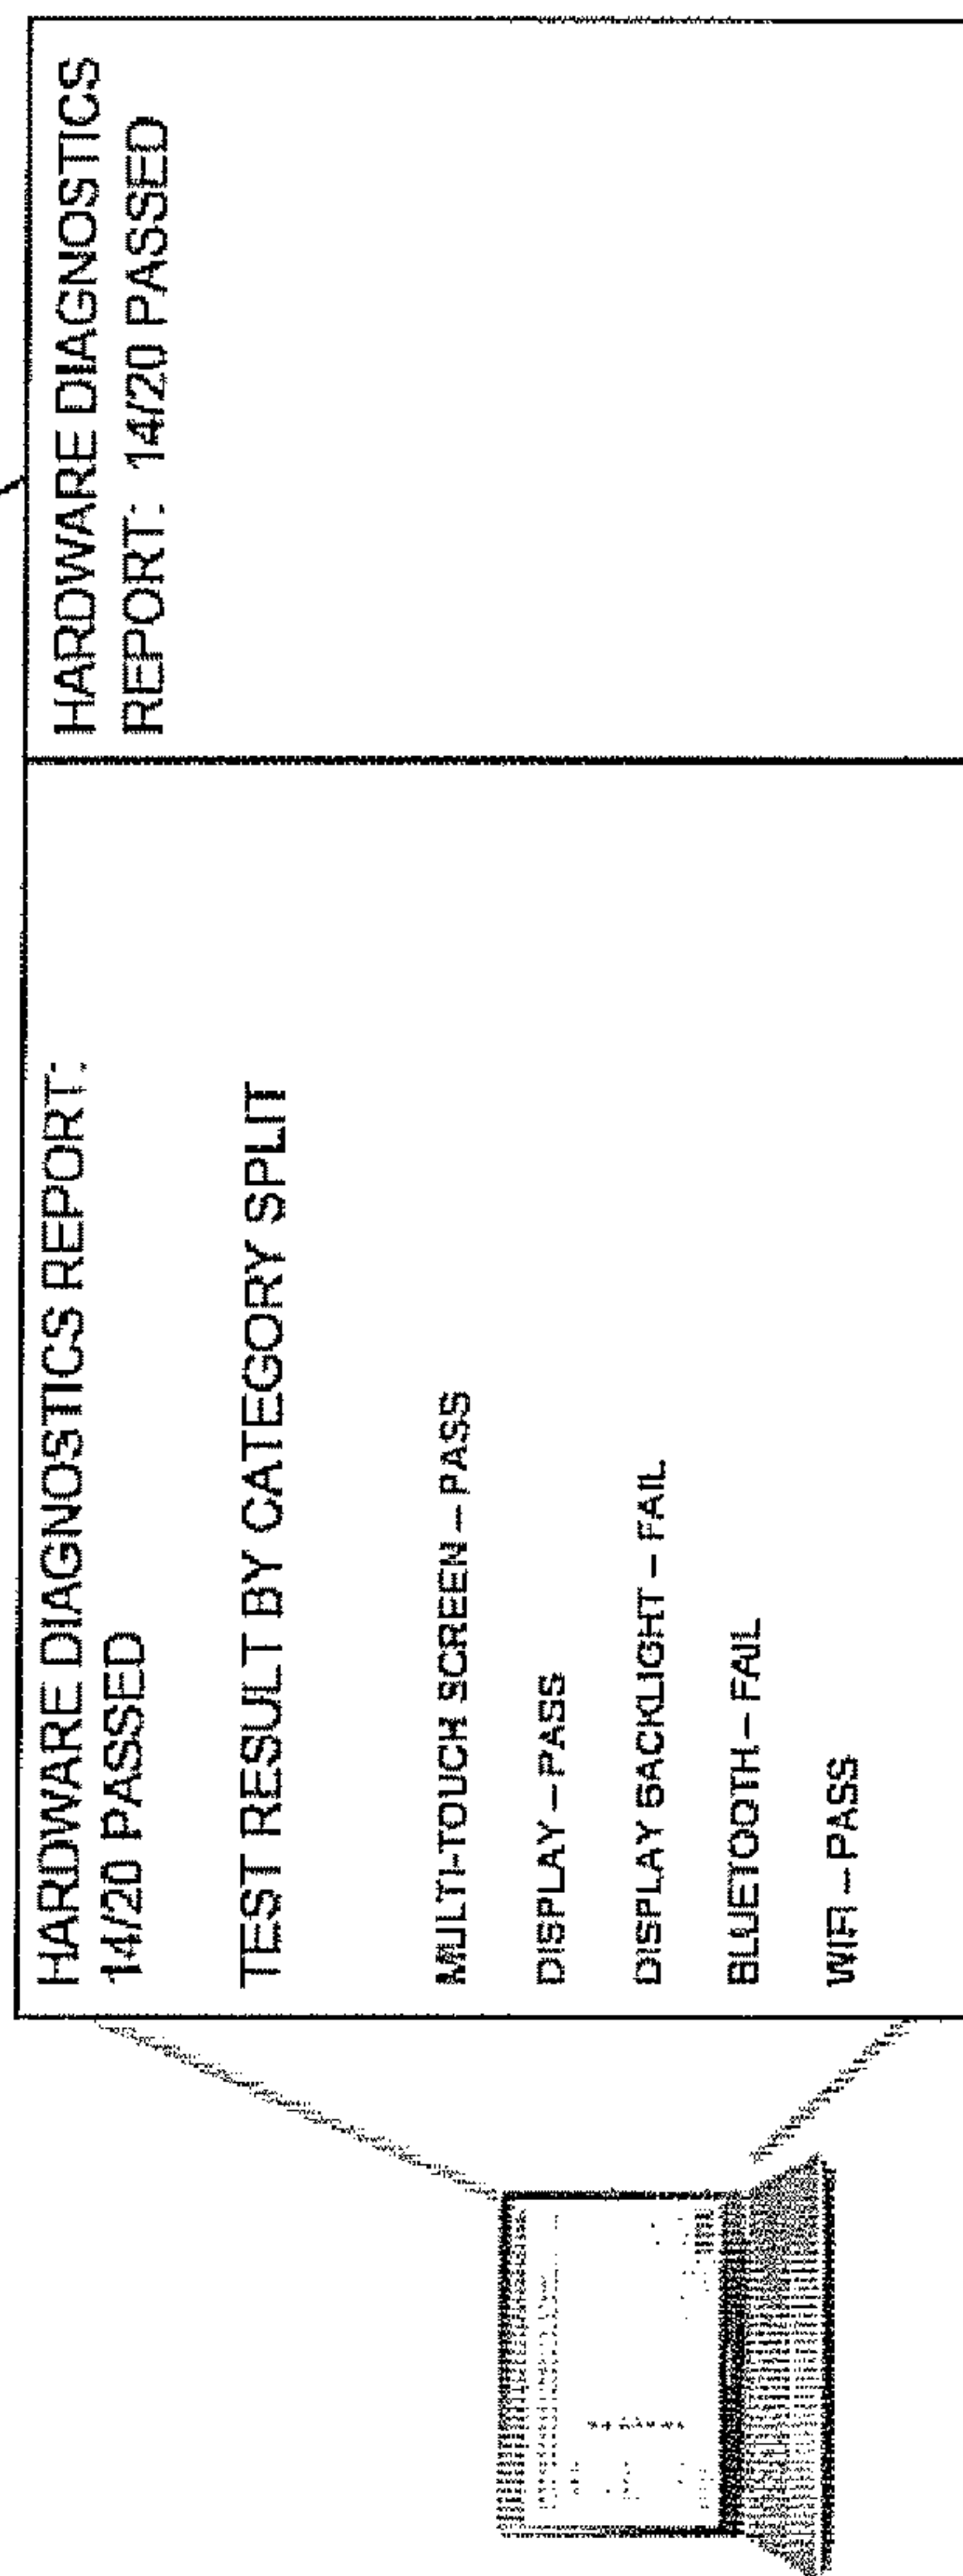 HARDWARE DIAGNOSTICS REPORT:
14/20 PASSED
TEST RESULT BY CATEGORY SPLIT
MULTI-TOUCH SCREEN – PASS
DISPLAY – PASS
DISPLAY BACKLIGHT – FAIL
BLUETOOTH – FAIL
WIFI – PASS
HARDWARE DIAGNOSTICS
REPORT: 14/20 PASSED